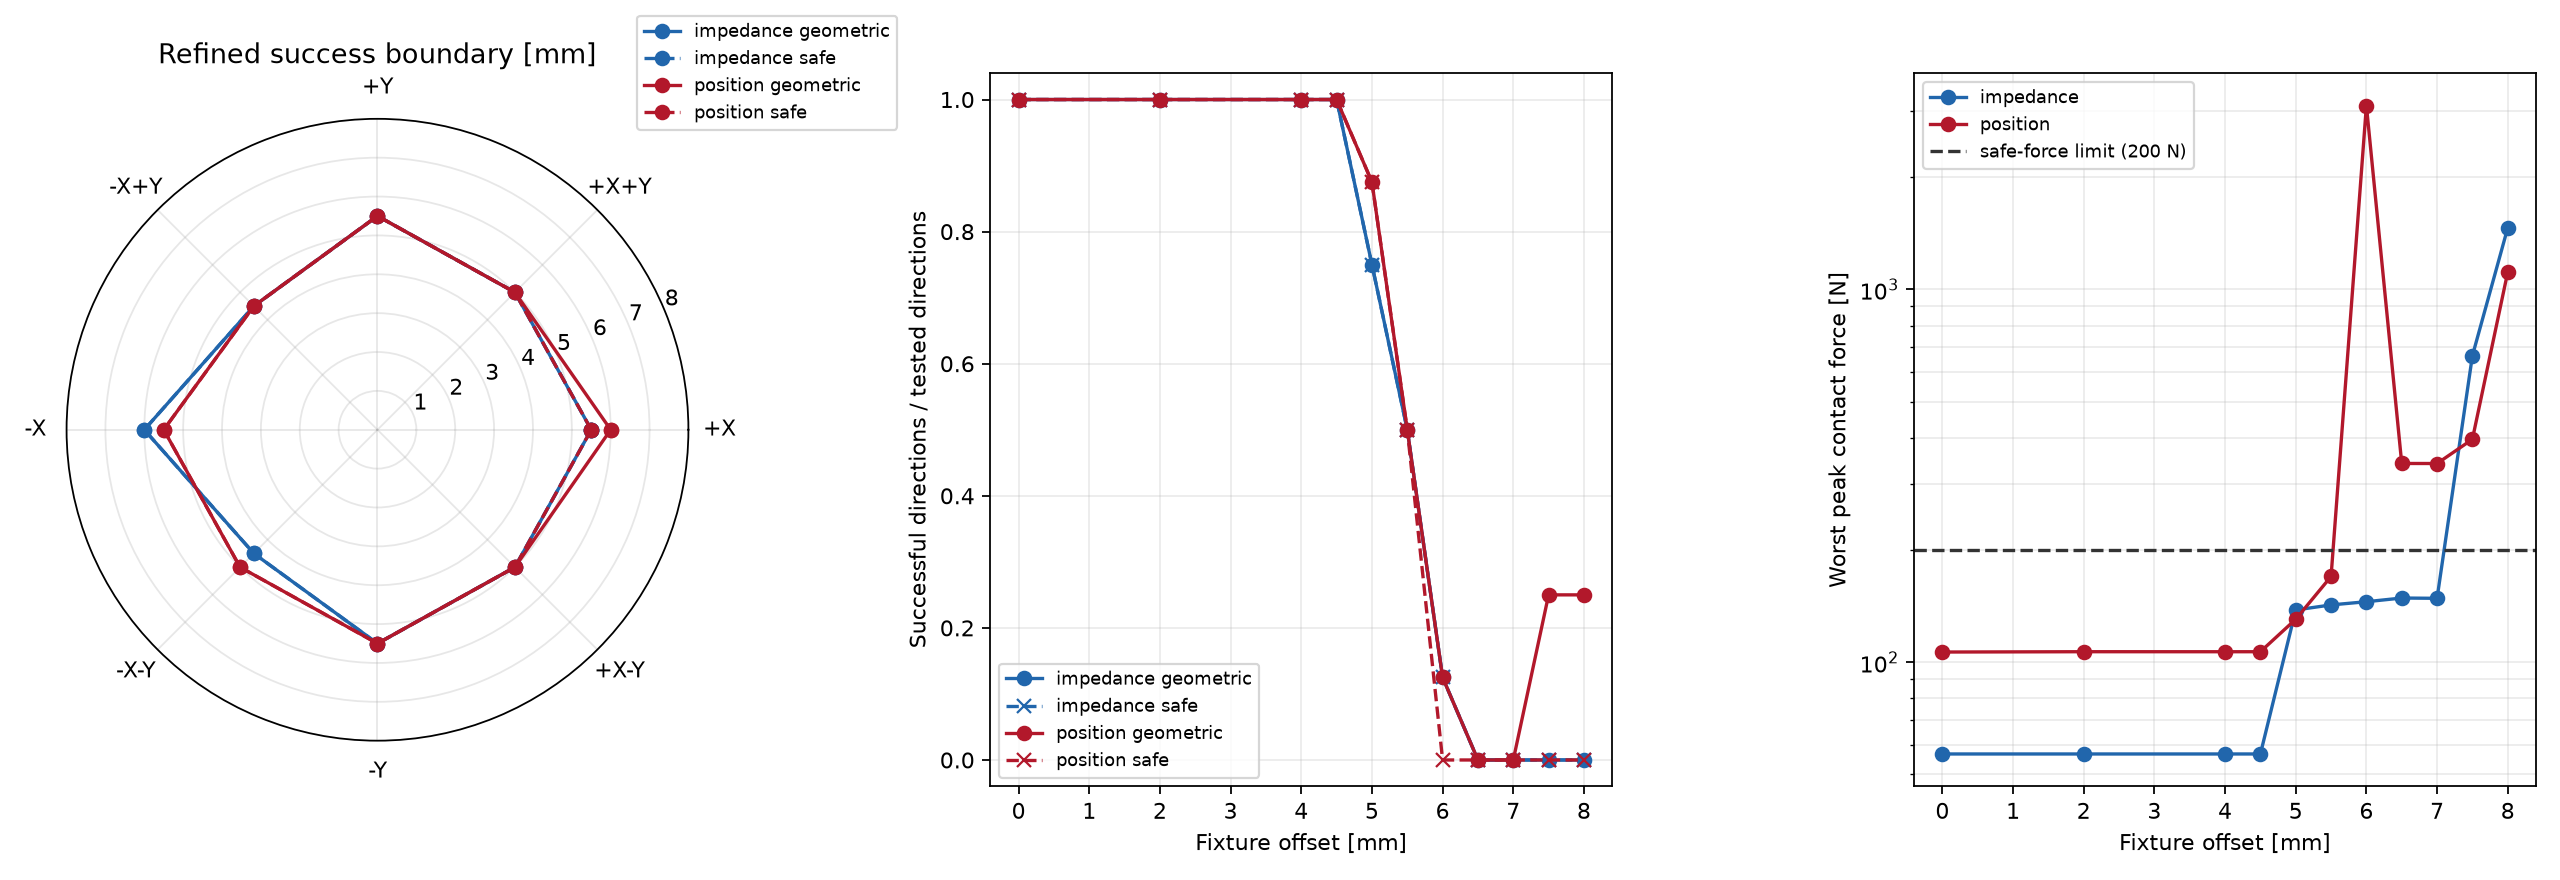 Refined success boundary [mm]
impedance geometric
impedance safe
position geometric
position safe
+Y
-X+Y
+X+Y
-X
+X
-X-Y
+X-Y
-Y
1
2
3
4
5
6
7
8
Successful directions / tested directions
1.0
0.8
0.6
0.4
0.2
0.0
impedance geometric
impedance safe
position geometric
position safe
0 1 2 3 4 5 6 7 8
Fixture offset [mm]
Worst peak contact force [N]
impedance
position
safe-force limit (200 N)
10³
10²
0 1 2 3 4 5 6 7 8
Fixture offset [mm]